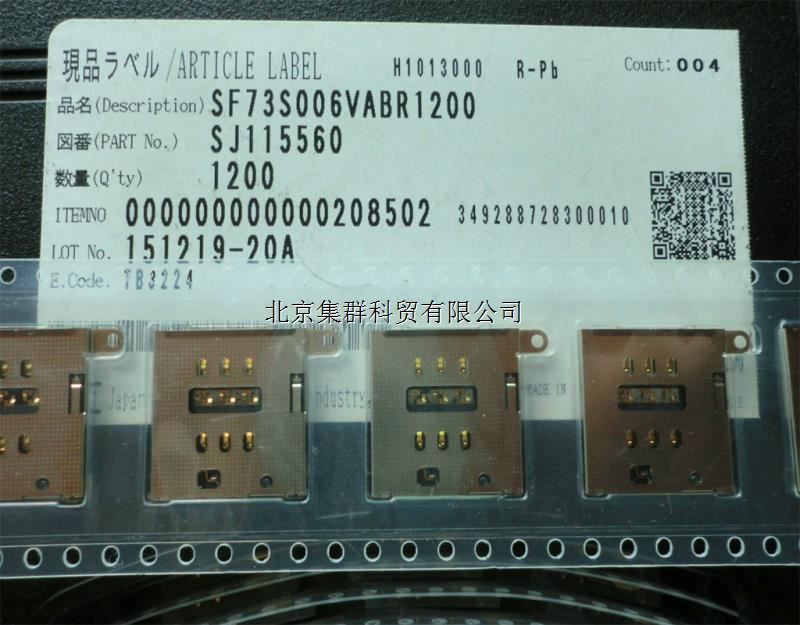 現品ラベル/ARTICLE LABEL H1013000 R-Pb Count: 004
品名(Description) SF73S006VABR1200
図番(PART No.) SJ115560
数量(Q'ty) 1200
ITEMNO 000000000000208502 349288728300010
LOT No. 151219-20A
E.Code. TB3224
北京集群科贸有限公司
Japan
ndustry,
MADE IN